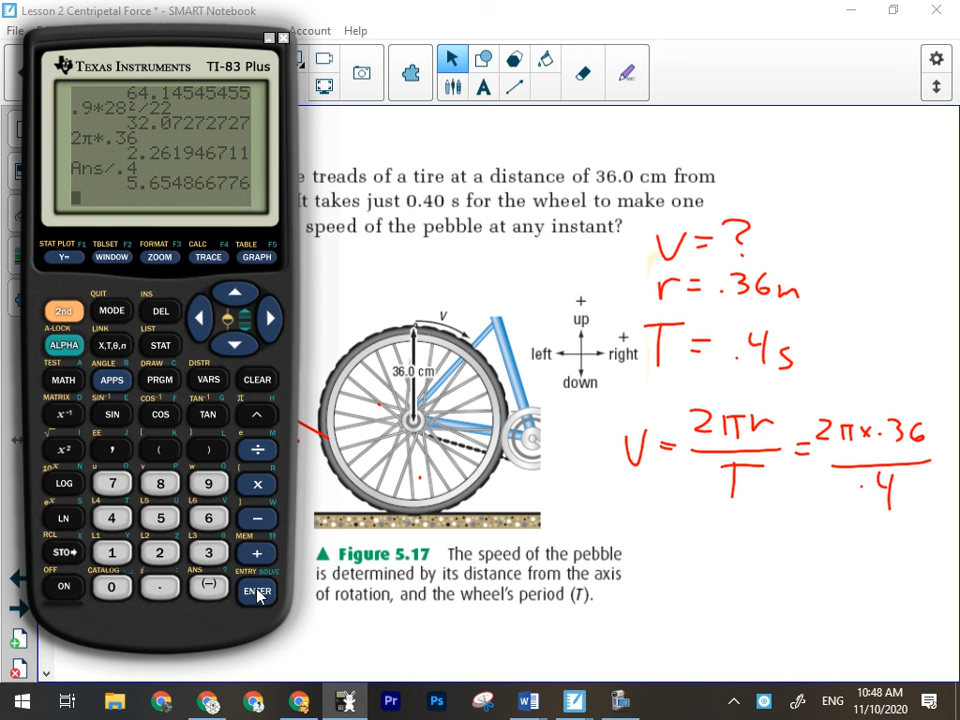 Lesson 2 Centripetal Force * - SMART Notebook
File
Account Help
TEXAS INSTRUMENTS TI-83 Plus
64.14545455
.9*28²/22
32.07272727
2π*.36
2.261946711
Ans/.4
5.654866776
STAT PLOT F1 TBLSET F2 FORMAT F3 CALC F4 TABLE F5
Y= WINDOW ZOOM TRACE GRAPH
QUIT INS
2nd MODE DEL
A-LOCK LINK LIST
ALPHA X,T,θ,n STAT
TEST A ANGLE B DRAW C DISTR
MATH APPS PRGM VARS CLEAR
MATRIX D SIN⁻¹ E COS⁻¹ F TAN⁻¹ G π H
x⁻¹ SIN COS TAN ^
√ I EE J { K } L e M
x² , ( ) ÷
10ˣ N u O v P w Q [ R
LOG 7 8 9 x
eˣ S L4 T L5 U L6 V ] W
LN 4 5 6 −
RCL X L1 Y L2 Z L3 θ MEM "
STO➔ 1 2 3 +
OFF CATALOG i : ANS ? ENTRY SOLVE
ON 0 . (−) ENTER
e treads of a tire at a distance of 36.0 cm from
It takes just 0.40 s for the wheel to make one
speed of the pebble at any instant?
v = ?
r = .36m
T = .4s
v = 2πr / T = 2π x .36 / .4
v
36.0 cm
+
up
+
left right
down
▲ Figure 5.17 The speed of the pebble
is determined by its distance from the axis
of rotation, and the wheel's period (T).
ENG 10:48 AM
11/10/2020